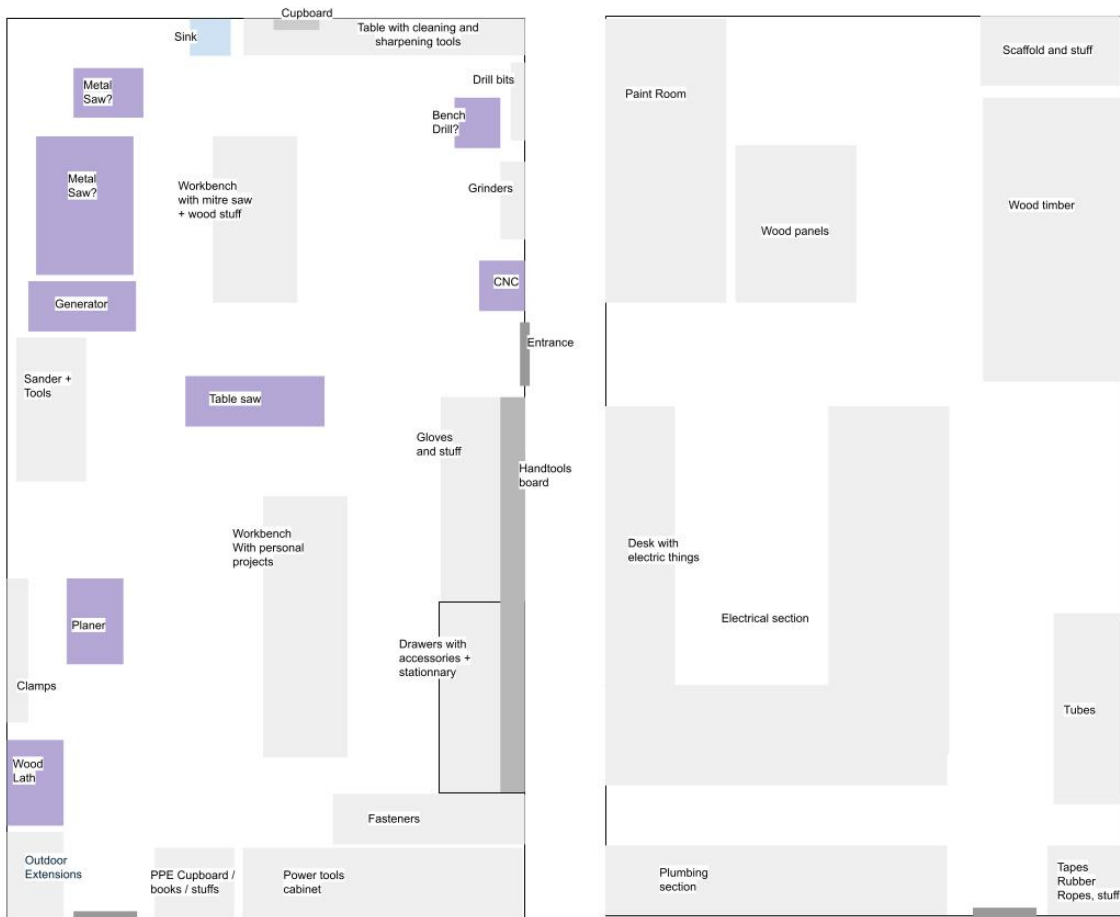 Cupboard
Sink
Table with cleaning and
sharpening tools
Metal
Saw?
Drill bits
Bench
Drill?
Metal
Saw?
Workbench
with mitre saw
+ wood stuff
Grinders
CNC
Generator
Entrance
Sander +
Tools
Table saw
Gloves
and stuff
Handtools
board
Workbench
With personal
projects
Planer
Drawers with
accessories +
stationnary
Clamps
Wood
Lath
Fasteners
Outdoor
Extensions
PPE Cupboard /
books / stuffs
Power tools
cabinet
Scaffold and stuff
Paint Room
Wood timber
Wood panels
Desk with
electric things
Electrical section
Tubes
Plumbing
section
Tapes
Rubber
Ropes, stuff